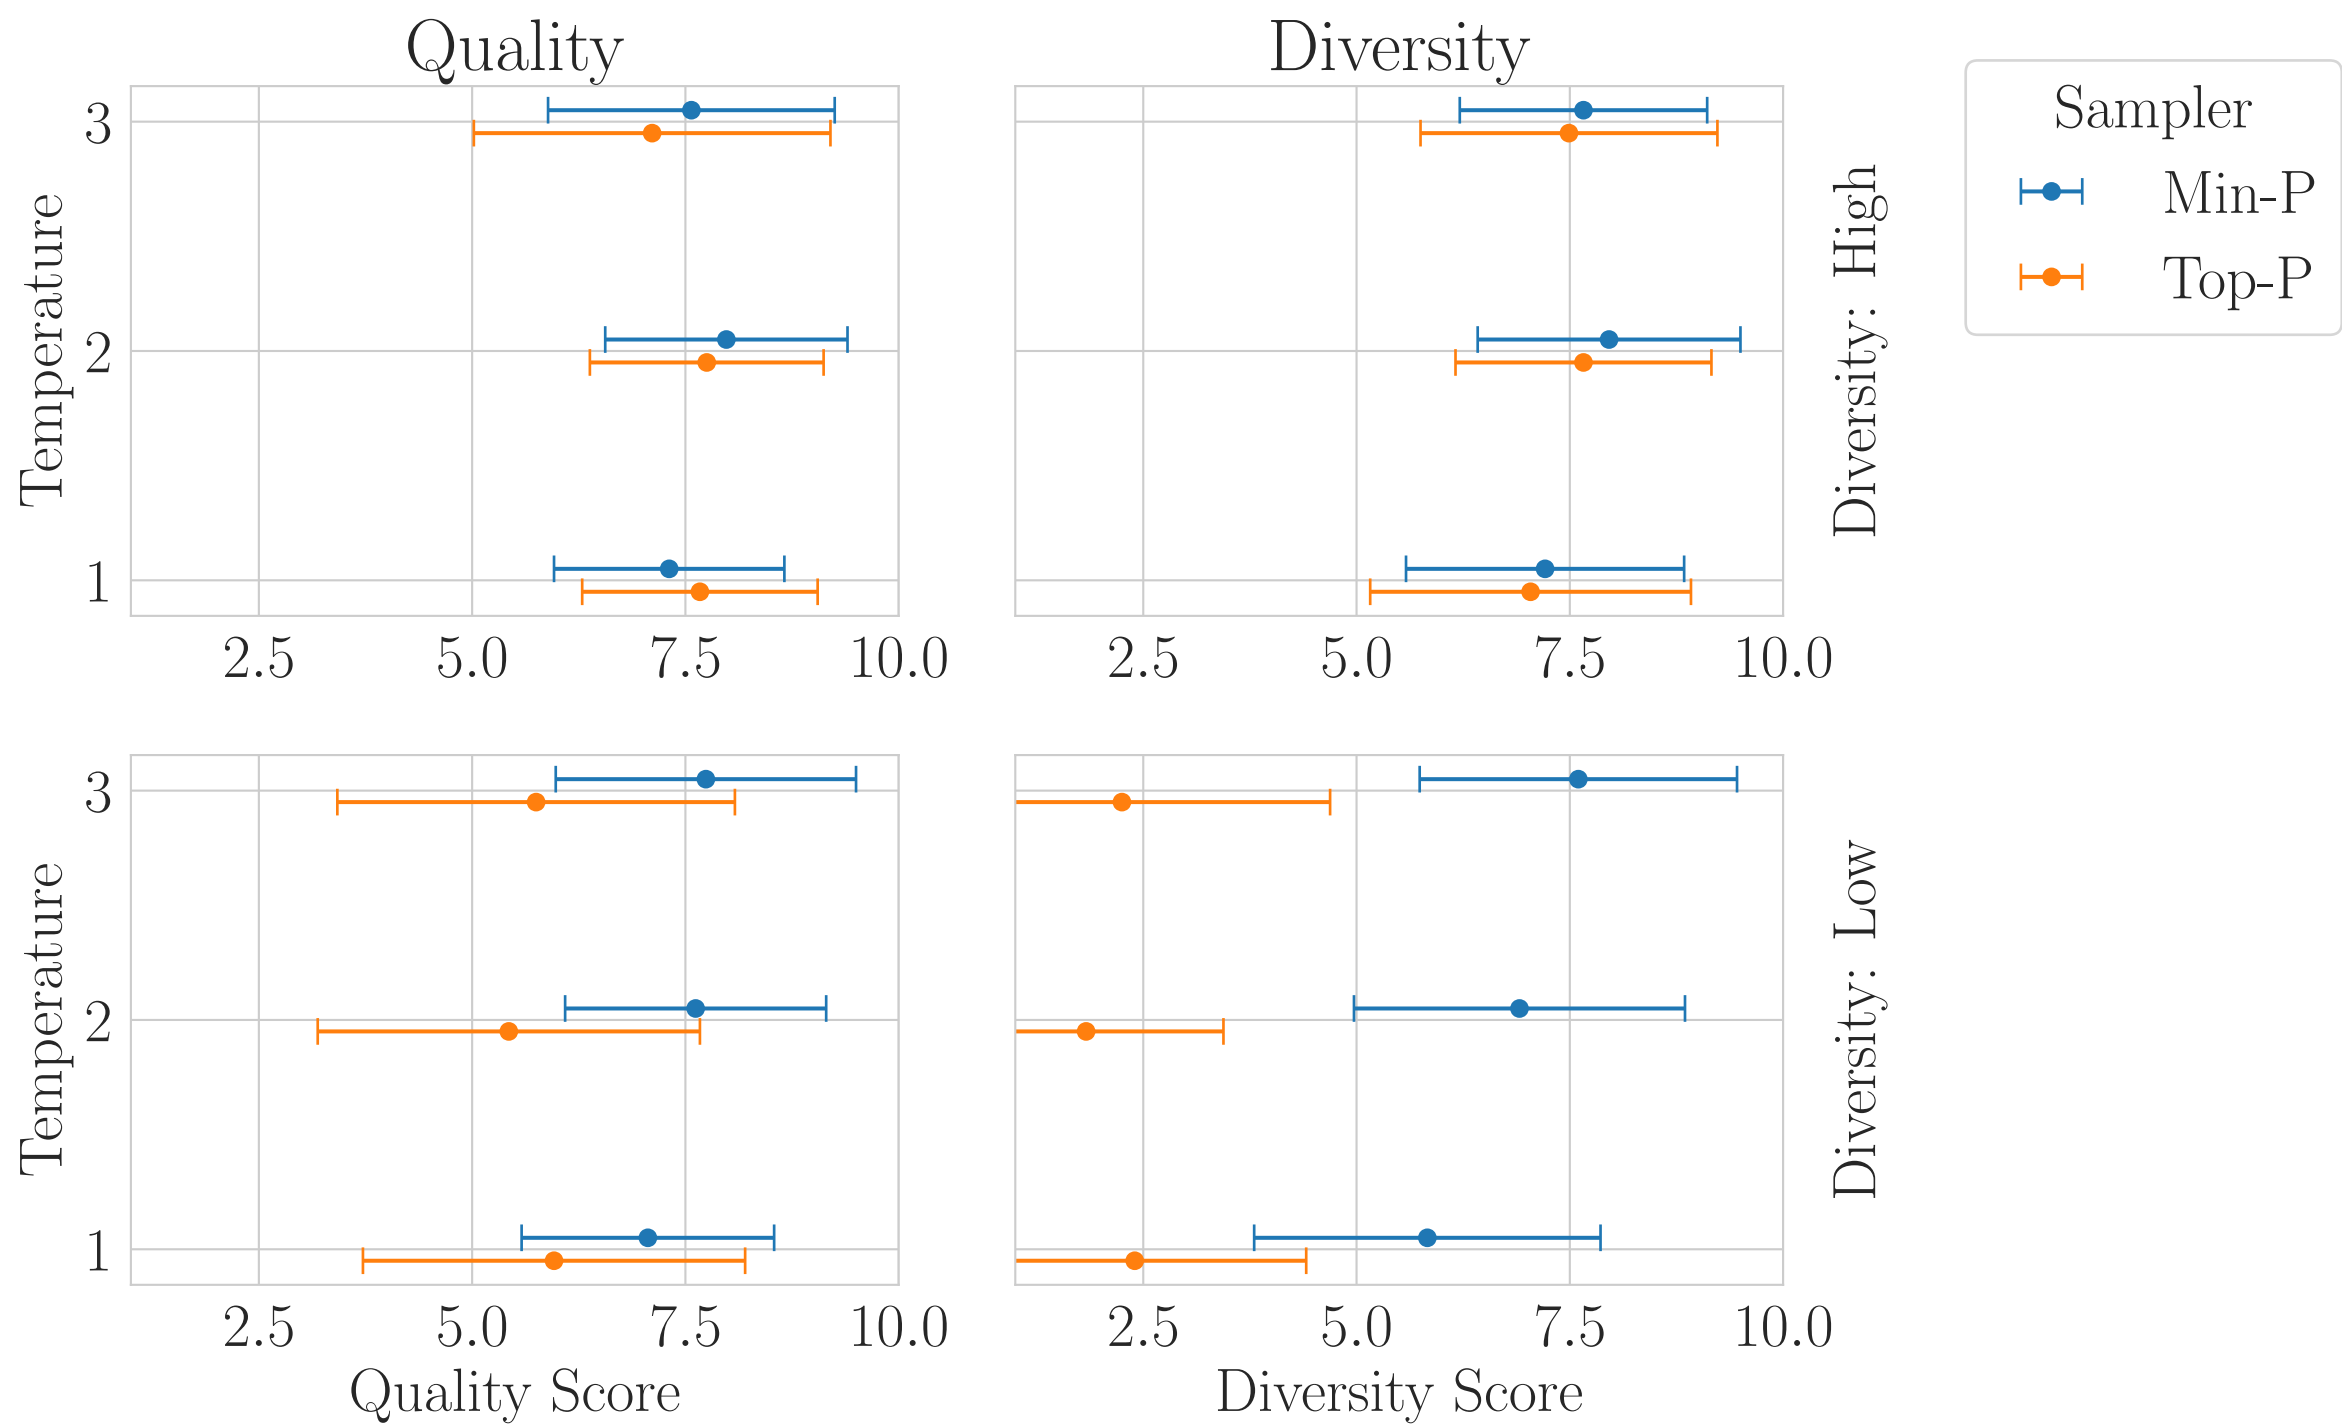 Quality
Diversity
Sampler
Min-P
Top-P
Temperature
3
2
1
2.5 5.0 7.5 10.0
2.5 5.0 7.5 10.0
Diversity: High
Temperature
3
2
1
2.5 5.0 7.5 10.0
Quality Score
2.5 5.0 7.5 10.0
Diversity Score
Diversity: Low